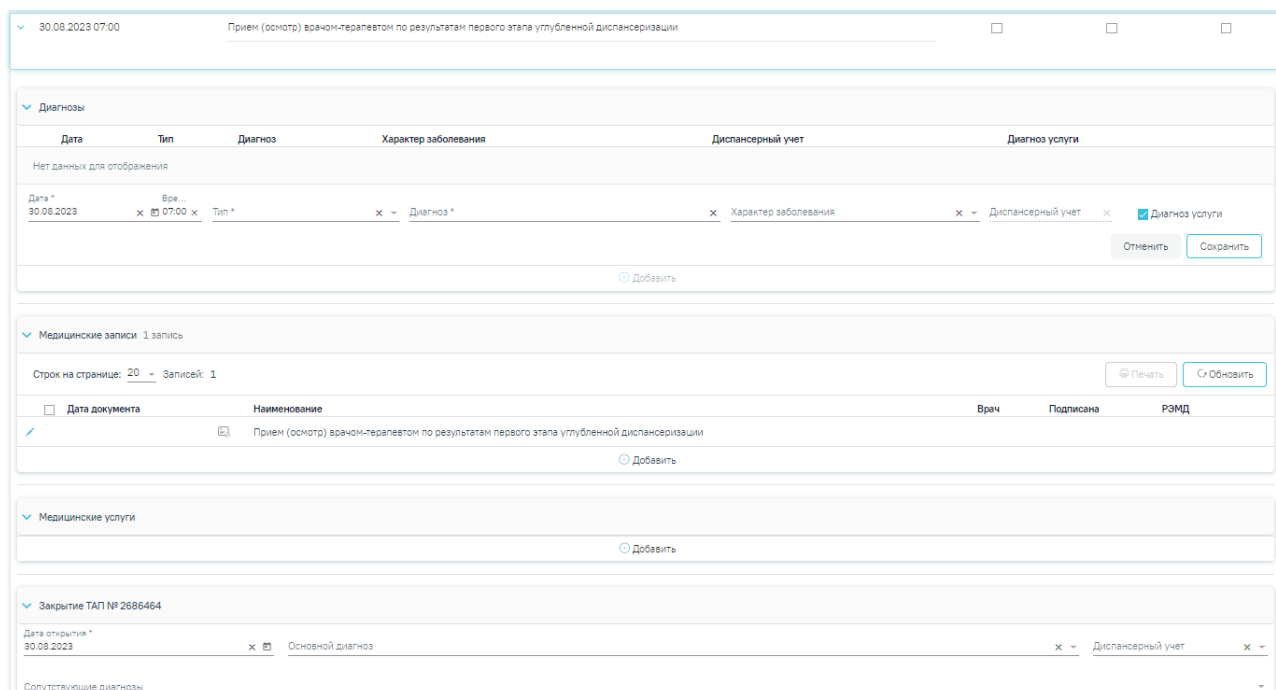 30.08.2023 07:00 Прием (осмотр) врачом-терапевтом по результатам первого этапа углубленной диспансеризации
Диагнозы
Дата Тип Диагноз Характер заболевания Диспансерный учет Диагноз услуги
Нет данных для отображения
Дата * Вре...
30.08.2023 07:00 Тип * Диагноз * Характер заболевания Диспансерный учет Диагноз услуги
Отменить Сохранить
Добавить
Медицинские записи 1 запись
Строк на странице: 20 Записей: 1 Печать Обновить
Дата документа Наименование Врач Подписана РЭМД
Прием (осмотр) врачом-терапевтом по результатам первого этапа углубленной диспансеризации
Добавить
Медицинские услуги
Добавить
Закрытие ТАП № 2686464
Дата открытия *
30.08.2023 Основной диагноз Диспансерный учет
Сопутствующие диагнозы